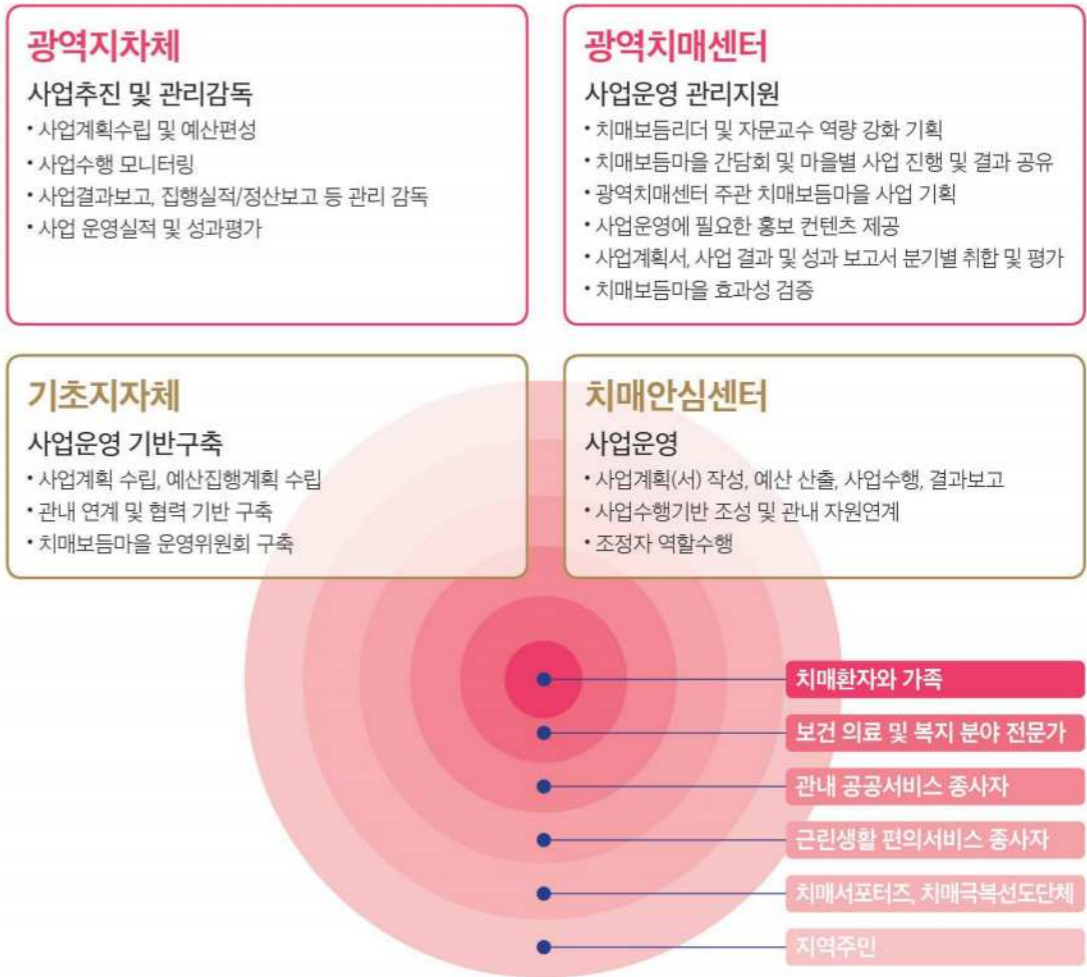 광역지차체
사업추진 및 관리감독
• 사업계획수립 및 예산편성
• 사업수행 모니터링
• 사업결과보고, 집행실적/정산보고 등 관리 감독
• 사업 운영실적 및 성과평가
광역치매센터
사업운영 관리지원
• 치매보듬리더 및 자문교수 역량 강화 기획
• 치매보듬마을 간담회 및 마을별 사업 진행 및 결과 공유
• 광역치매센터 주관 치매보듬마을 사업 기획
• 사업운영에 필요한 홍보 컨텐츠 제공
• 사업계획서, 사업 결과 및 성과 보고서 분기별 취합 및 평가
• 치매보듬마을 효과성 검증
기초지자체
사업운영 기반구축
• 사업계획 수립, 예산집행계획 수립
• 관내 연계 및 협력 기반 구축
• 치매보듬마을 운영위원회 구축
치매안심센터
사업운영
• 사업계획(서) 작성, 예산 산출, 사업수행, 결과보고
• 사업수행기반 조성 및 관내 자원연계
• 조정자 역할수행
치매환자와 가족
보건 의료 및 복지 분야 전문가
관내 공공서비스 종사자
근린생활 편의서비스 종사자
치매서포터즈, 치매극복선도단체
지역주민